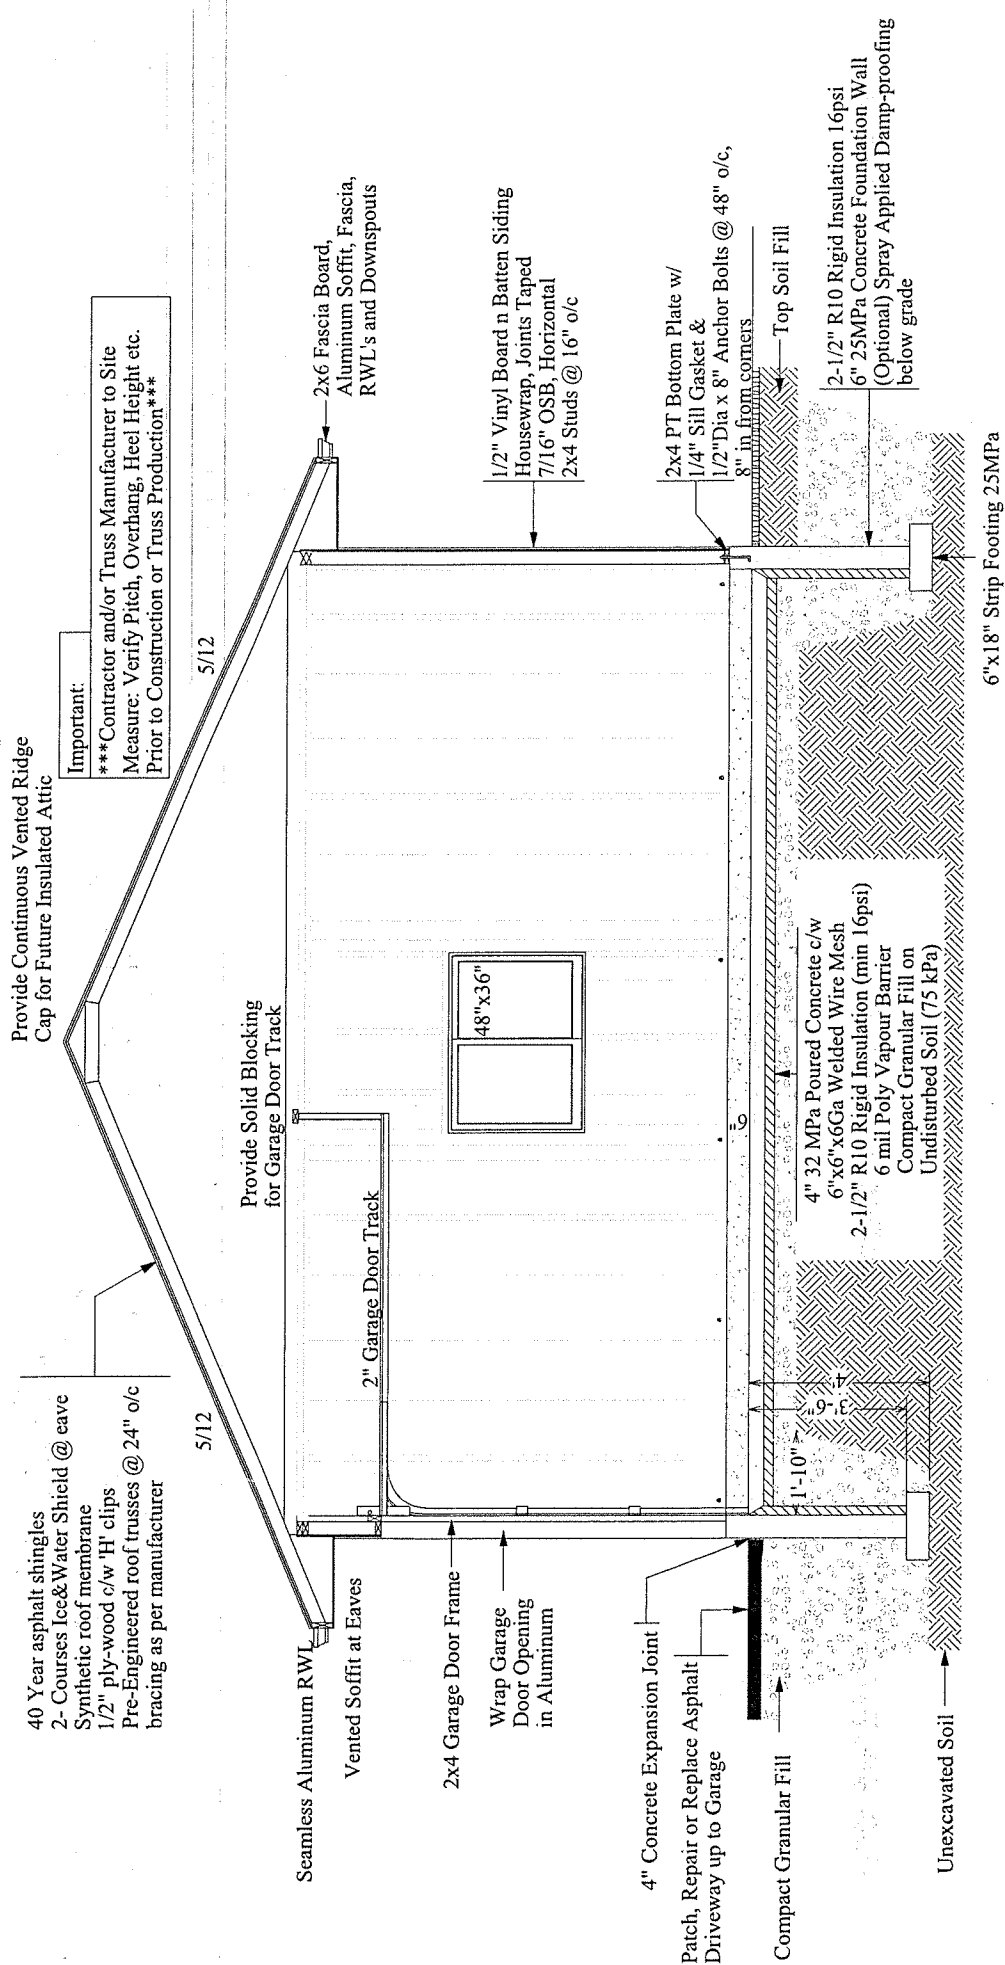 Provide Continuous Vented Ridge
Cap for Future Insulated Attic
Important:
***Contractor and/or Truss Manufacturer to Site
Measure: Verify Pitch, Overhang, Heel Height etc.
Prior to Construction or Truss Production***
40 Year asphalt shingles
2- Courses Ice&Water Shield @ eave
Synthetic roof membrane
1/2" ply-wood c/w 'H' clips
Pre-Engineered roof trusses @ 24" o/c
bracing as per manufacturer
5/12
5/12
Seamless Aluminum RWL
Vented Soffit at Eaves
Provide Solid Blocking
for Garage Door Track
2x6 Fascia Board,
Aluminum Soffit, Fascia,
RWL's and Downspouts
2" Garage Door Track
2x4 Garage Door Frame
Wrap Garage
Door Opening
in Aluminum
48"x36"
1/2" Vinyl Board n Batten Siding
Housewrap, Joints Taped
7/16" OSB, Horizontal
2x4 Studs @ 16" o/c
2x4 PT Bottom Plate w/
1/4" Sill Gasket &
1/2"Dia x 8" Anchor Bolts @ 48" o/c,
8" in from corners
4" Concrete Expansion Joint
Patch, Repair or Replace Asphalt
Driveway up to Garage
Compact Granular Fill
Unexcavated Soil
6"
1'-10"
3'-6"
4'
4" 32 MPa Poured Concrete c/w
6"x6"x6Ga Welded Wire Mesh
2-1/2" R10 Rigid Insulation (min 16psi)
6 mil Poly Vapour Barrier
Compact Granular Fill on
Undisturbed Soil (75 kPa)
Top Soil Fill
2-1/2" R10 Rigid Insulation 16psi
6" 25MPa Concrete Foundation Wall
(Optional) Spray Applied Damp-proofing
below grade
6"x18" Strip Footing 25MPa